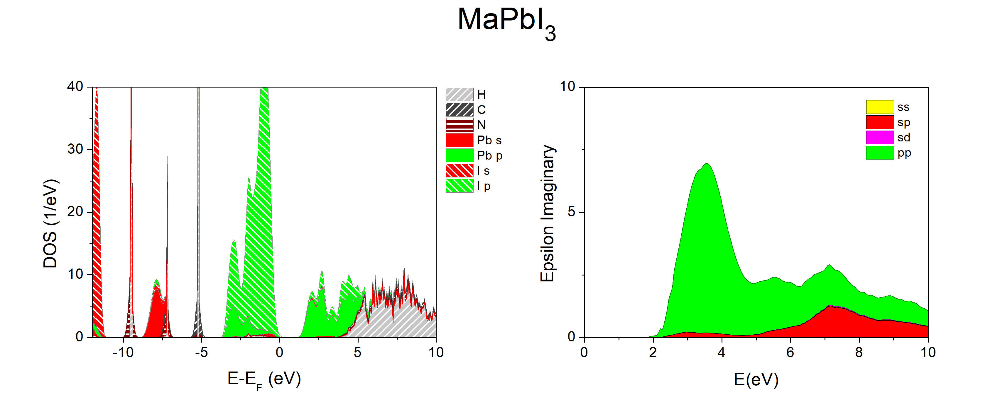 MaPbI3
40
30
20
10
0
DOS (1/eV)
-10 -5 0 5 10
E-EF (eV)
H
C
N
Pb s
Pb p
I s
I p
10
5
0
Epsilon Imaginary
0 2 4 6 8 10
E(eV)
ss
sp
sd
pp